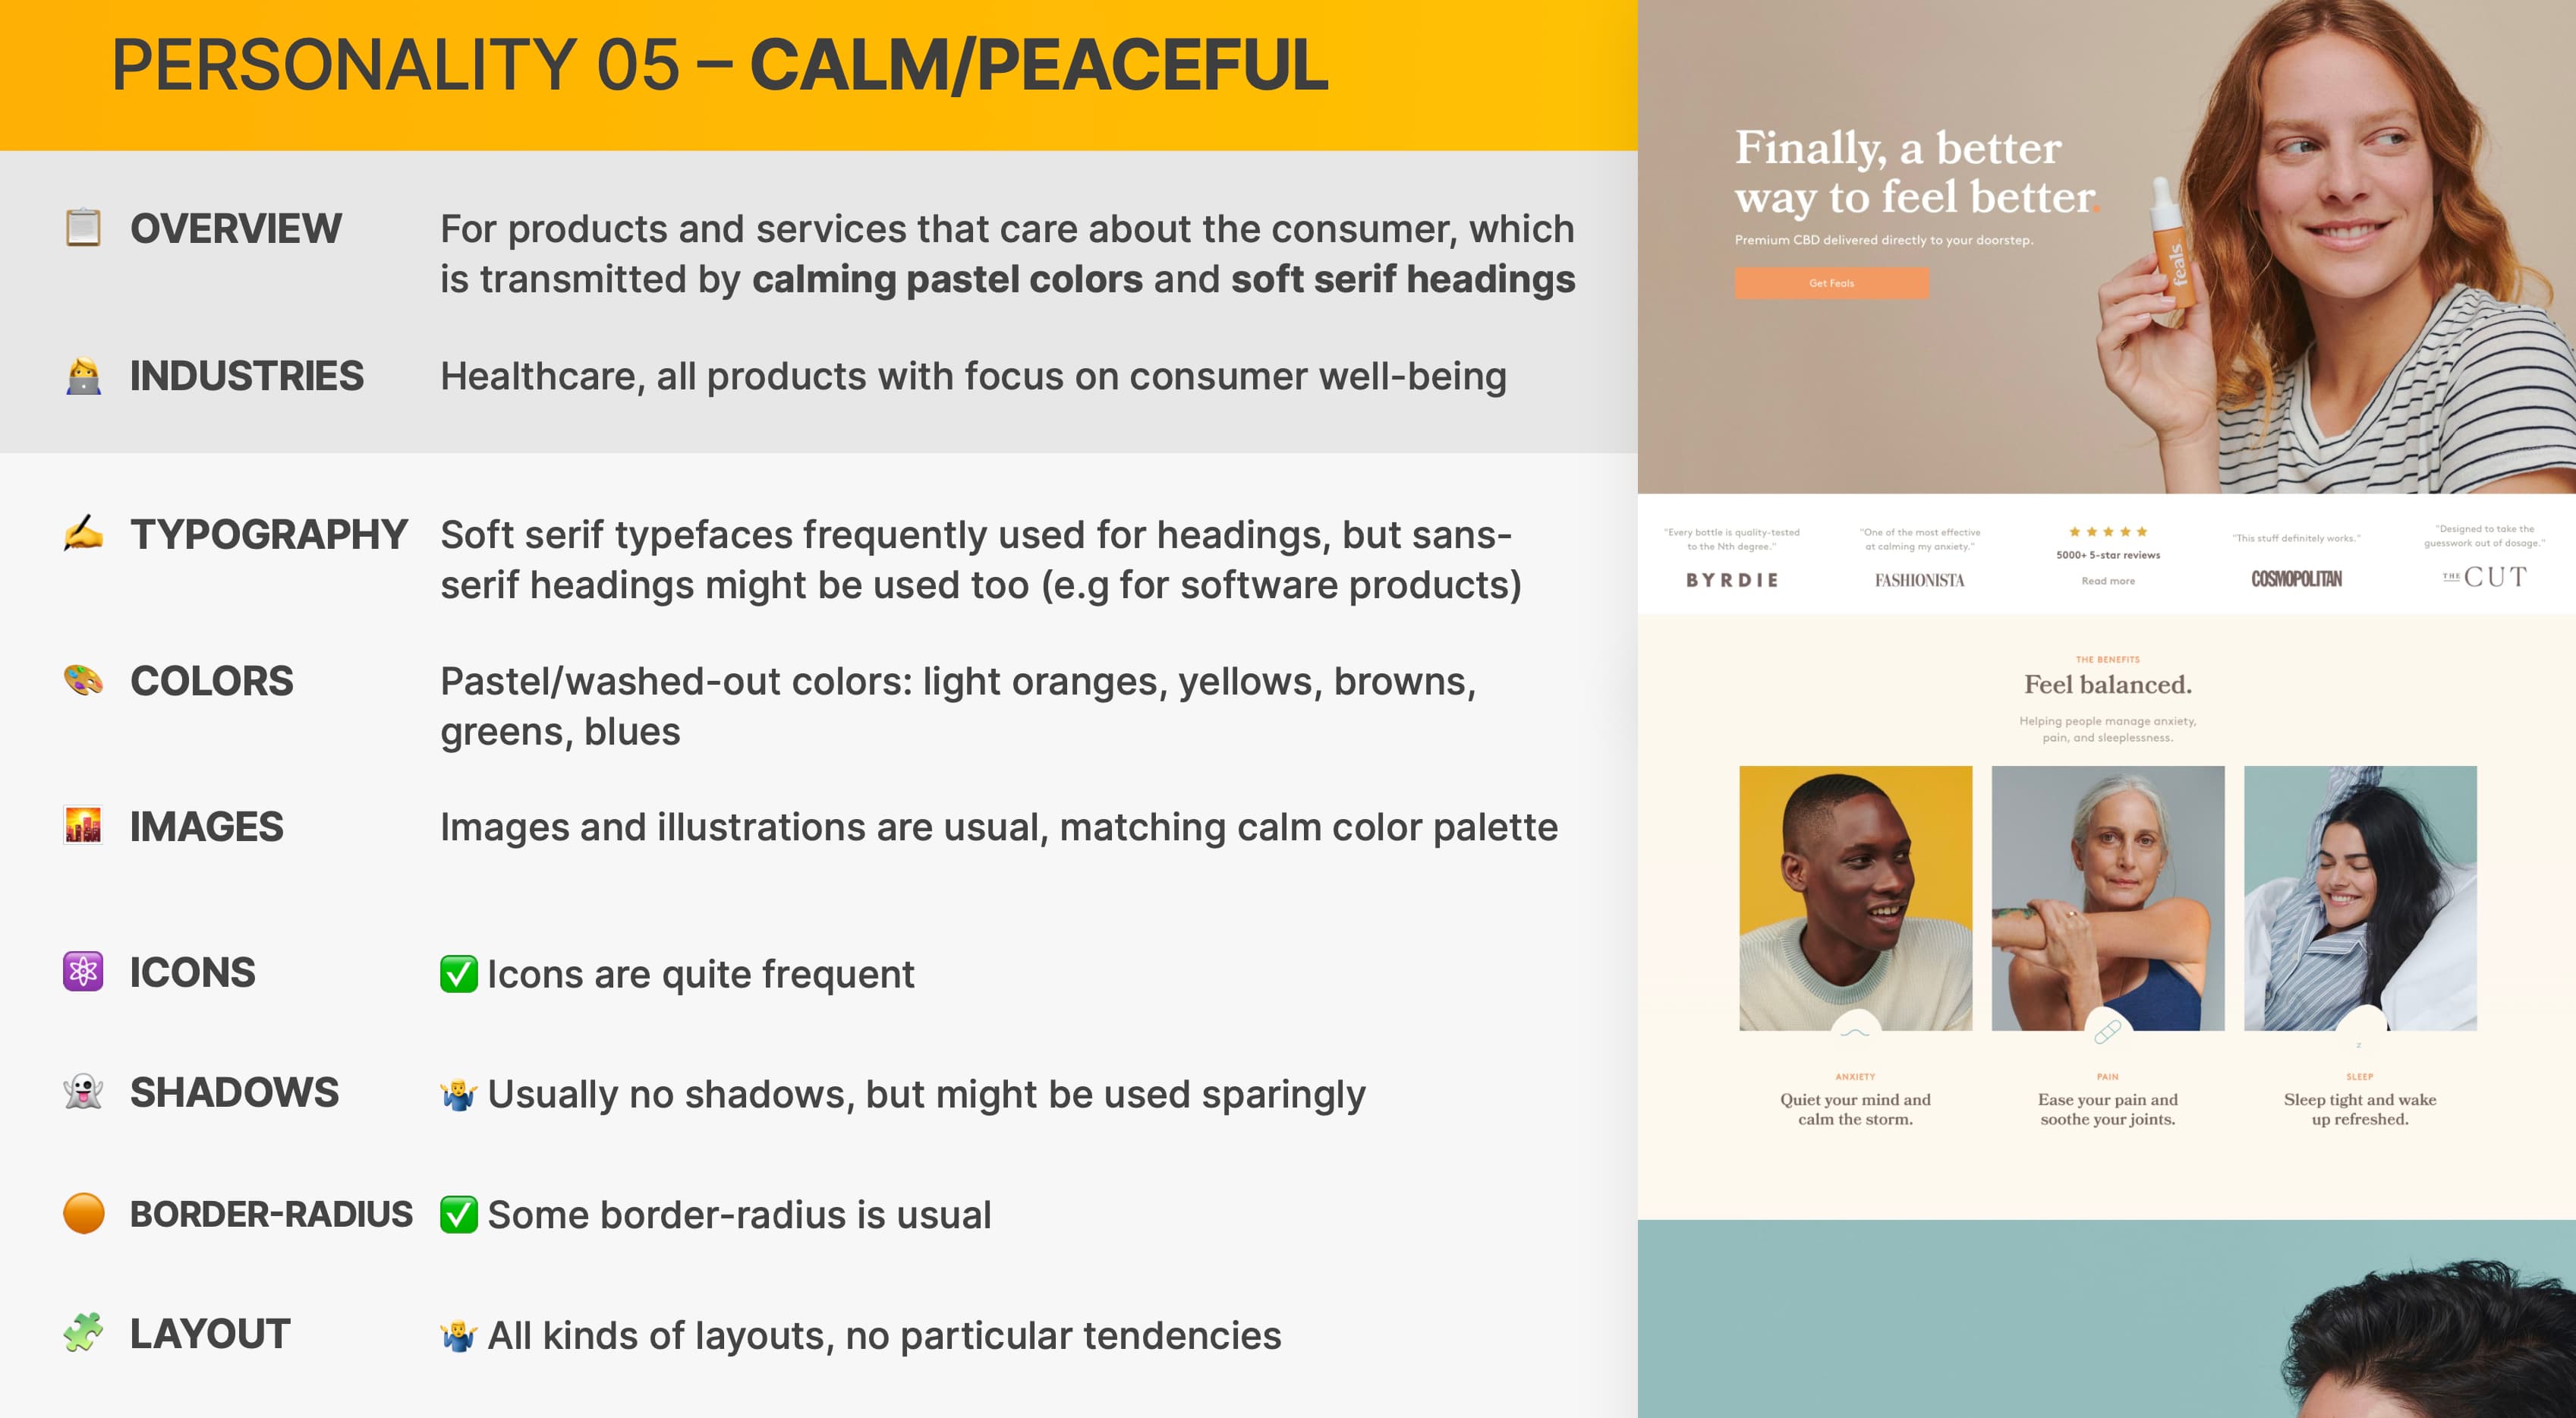 PERSONALITY 05 – CALM/PEACEFUL
OVERVIEW
For products and services that care about the consumer, which
is transmitted by calming pastel colors and soft serif headings
INDUSTRIES
Healthcare, all products with focus on consumer well-being
TYPOGRAPHY
Soft serif typefaces frequently used for headings, but sans-
serif headings might be used too (e.g for software products)
COLORS
Pastel/washed-out colors: light oranges, yellows, browns,
greens, blues
IMAGES
Images and illustrations are usual, matching calm color palette
ICONS
✅ Icons are quite frequent
SHADOWS
🤷‍♂️ Usually no shadows, but might be used sparingly
BORDER-RADIUS
✅ Some border-radius is usual
LAYOUT
🤷‍♂️ All kinds of layouts, no particular tendencies
Finally, a better
way to feel better.
Premium CBD delivered directly to your doorstep.
Get Feals
feals
"Every bottle is quality-tested
to the Nth degree."
BYRDIE
"One of the most effective
at calming my anxiety."
FASHIONISTA
★★★★★
5000+ 5-star reviews
Read more
"This stuff definitely works."
COSMOPOLITAN
"Designed to take the
guesswork out of dosage."
THE CUT
THE BENEFITS
Feel balanced.
Helping people manage anxiety,
pain, and sleeplessness.
ANXIETY
Quiet your mind and
calm the storm.
PAIN
Ease your pain and
soothe your joints.
z
SLEEP
Sleep tight and wake
up refreshed.